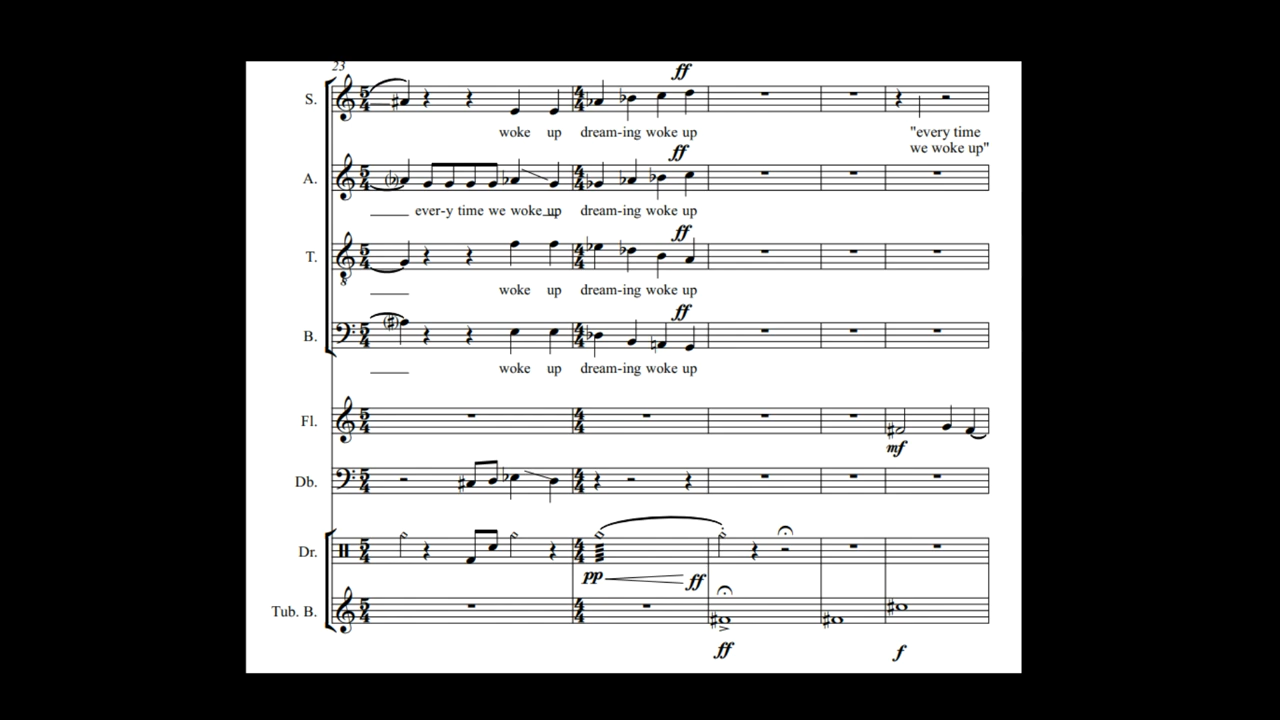 23
ff
S.
woke up dream-ing woke up
"every time
we woke up"
ff
A.
ever-y time we woke up dream-ing woke up
ff
T.
8
woke up dream-ing woke up
ff
B.
woke up dream-ing woke up
Fl.
mf
Db.
Dr.
pp ff
Tub. B.
ff f